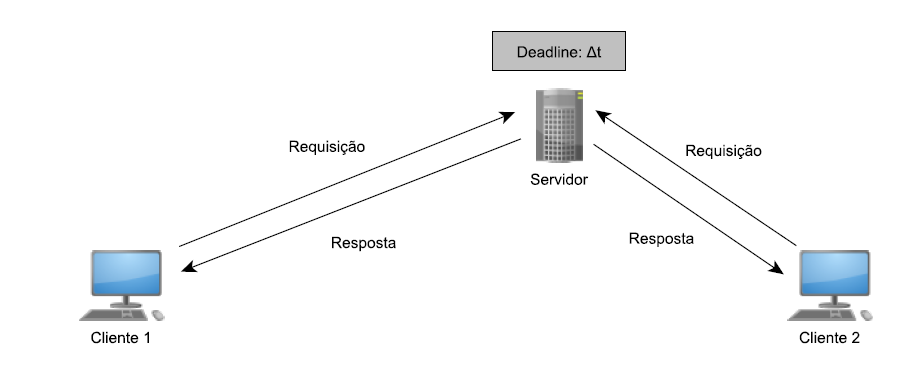 Deadline: Δt
Requisição
Requisição
Servidor
Resposta
Resposta
Cliente 1
Cliente 2